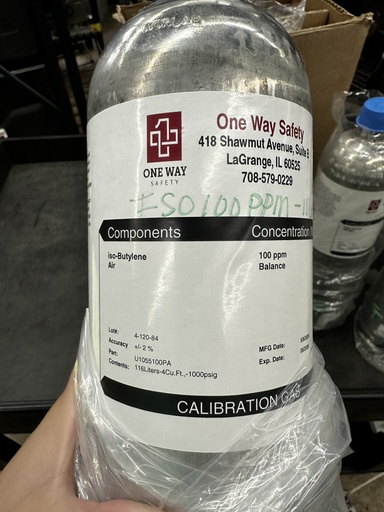 One Way Safety
418 Shawmut Avenue, Suite B
LaGrange, IL 60525
708-579-0229
ONE WAY
SAFETY
ISO 100 PPM
Components Concentration
iso-Butylene 100 ppm
Air Balance
Lot#: 4-120-84
Accuracy +/- 2 %
Part: U1055100PA
Contents: 116Liters-4Cu.Ft.,-1000psig
MFG Date:
Exp. Date:
CALIBRATION GAS